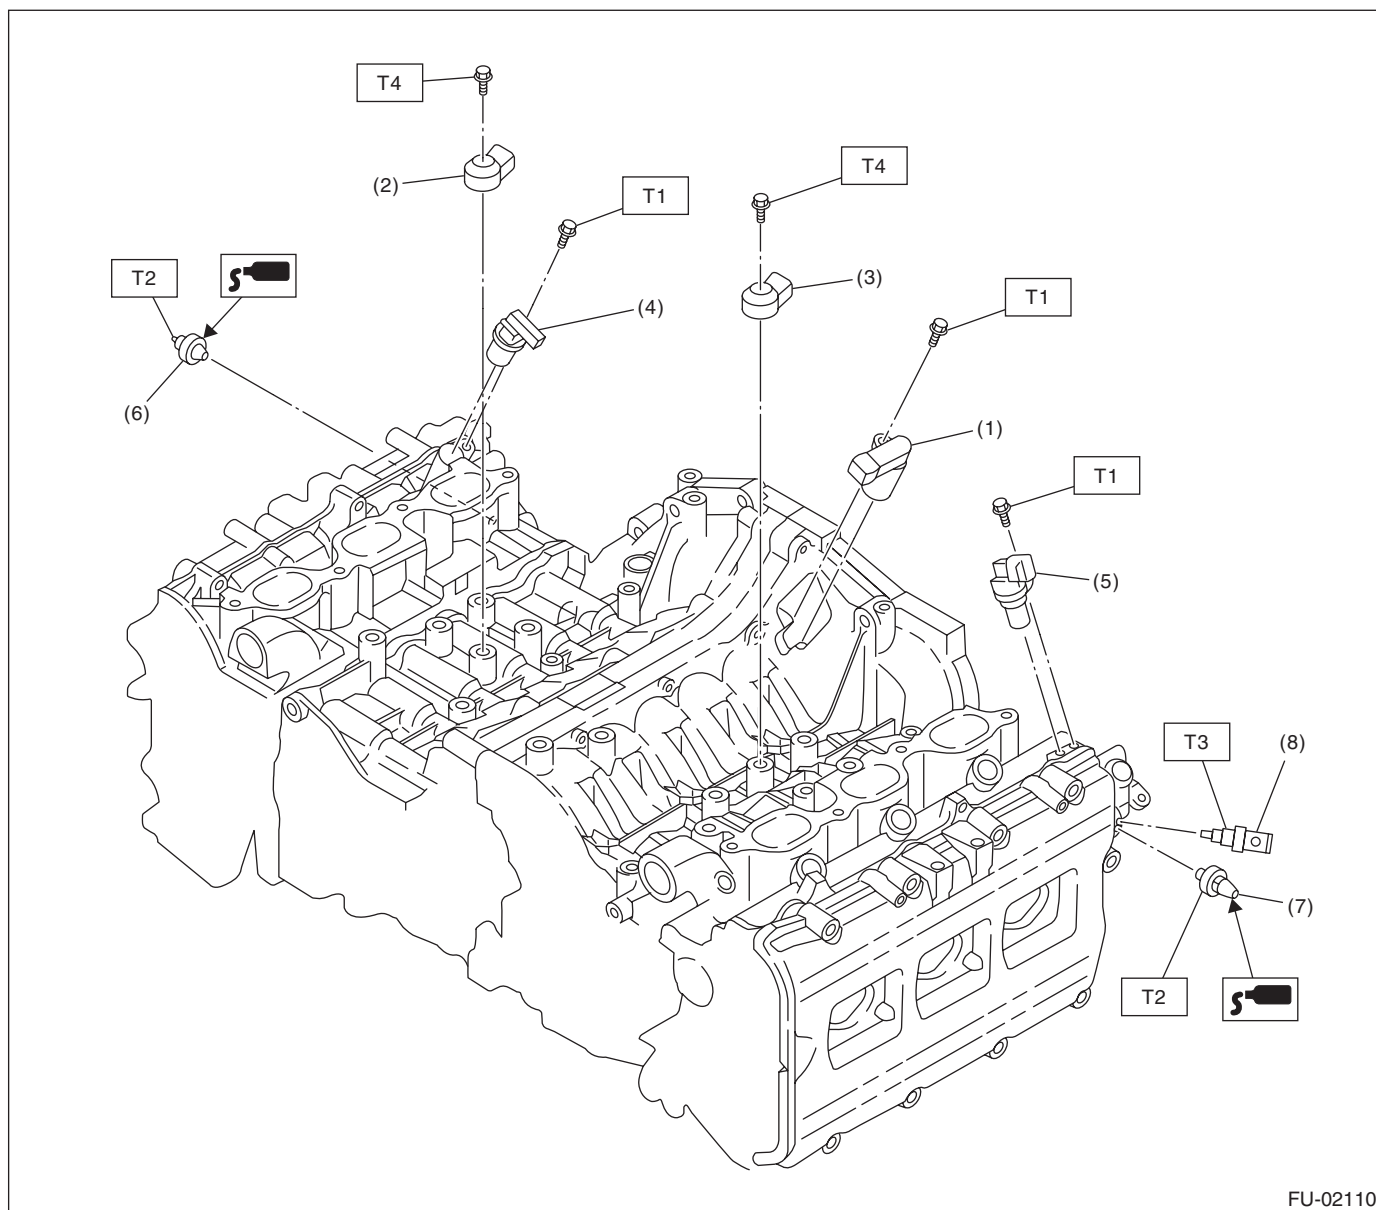 T4
(2)
T1
T4
T2
(3)
(4)
T1
(6)
(1)
T1
(5)
T3
(8)
(7)
T2
FU-02110